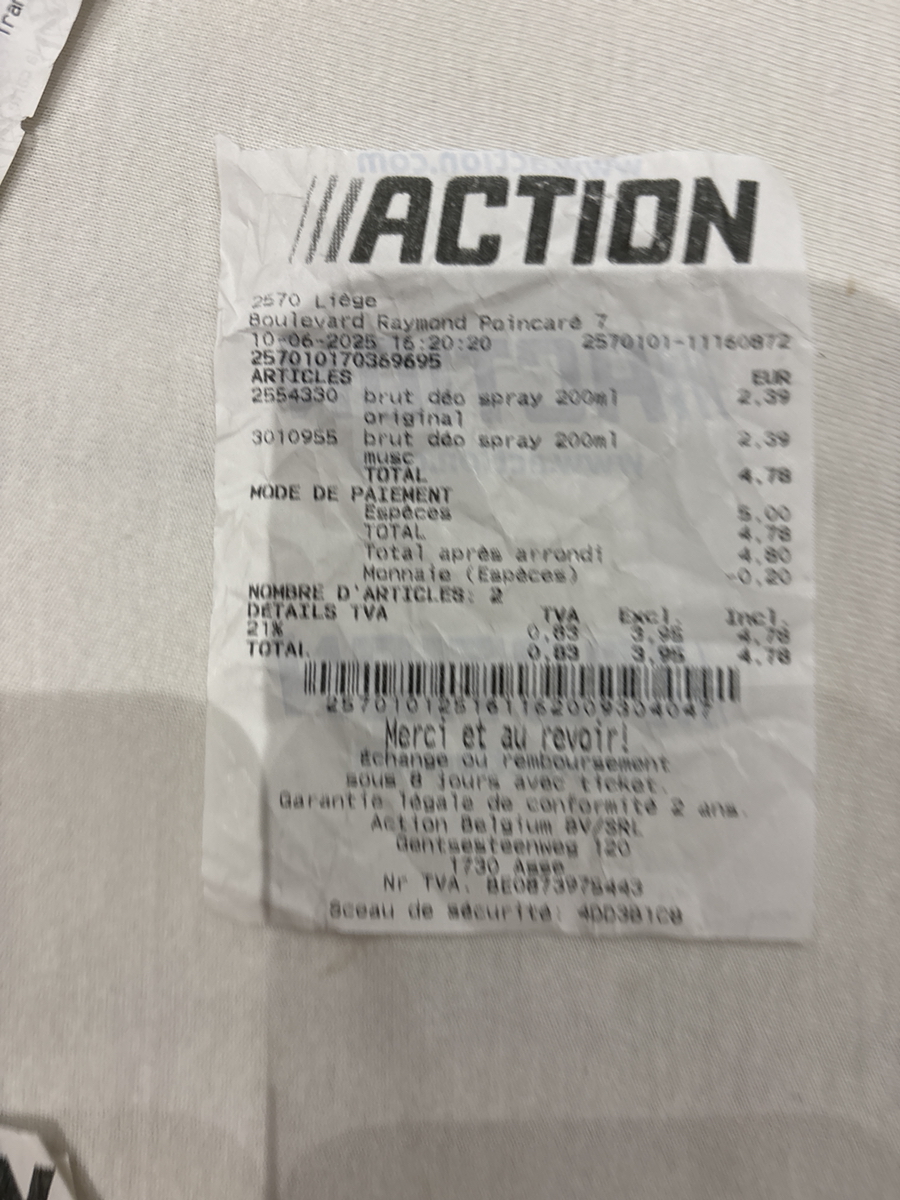 ACTION
2570 Liège
Boulevard Raymond Poincaré 7
10-06-2025 16:20:20 2570101-11160872
257010170369695
ARTICLES EUR
2554330 brut déo spray 200ml 2,39
original
3010955 brut déo spray 200ml 2,39
musc
TOTAL 4,78
MODE DE PAIEMENT
Espèces 5,00
TOTAL 4,78
Total après arrondi 4,80
Monnaie (Espèces) -0,20
NOMBRE D'ARTICLES: 2
DÉTAILS TVA TVA Excl. Incl.
21% 0,83 3,95 4,78
TOTAL 0,83 3,95 4,78
Merci et au revoir!
Échange ou remboursement
sous 8 jours avec ticket.
Garantie légale de conformité 2 ans.
Action Belgium BV/SRL
Gentsesteenweg 120
1730 Asse
Nr TVA. BE0873975443
Sceau de sécurité: 4DD3B1C0